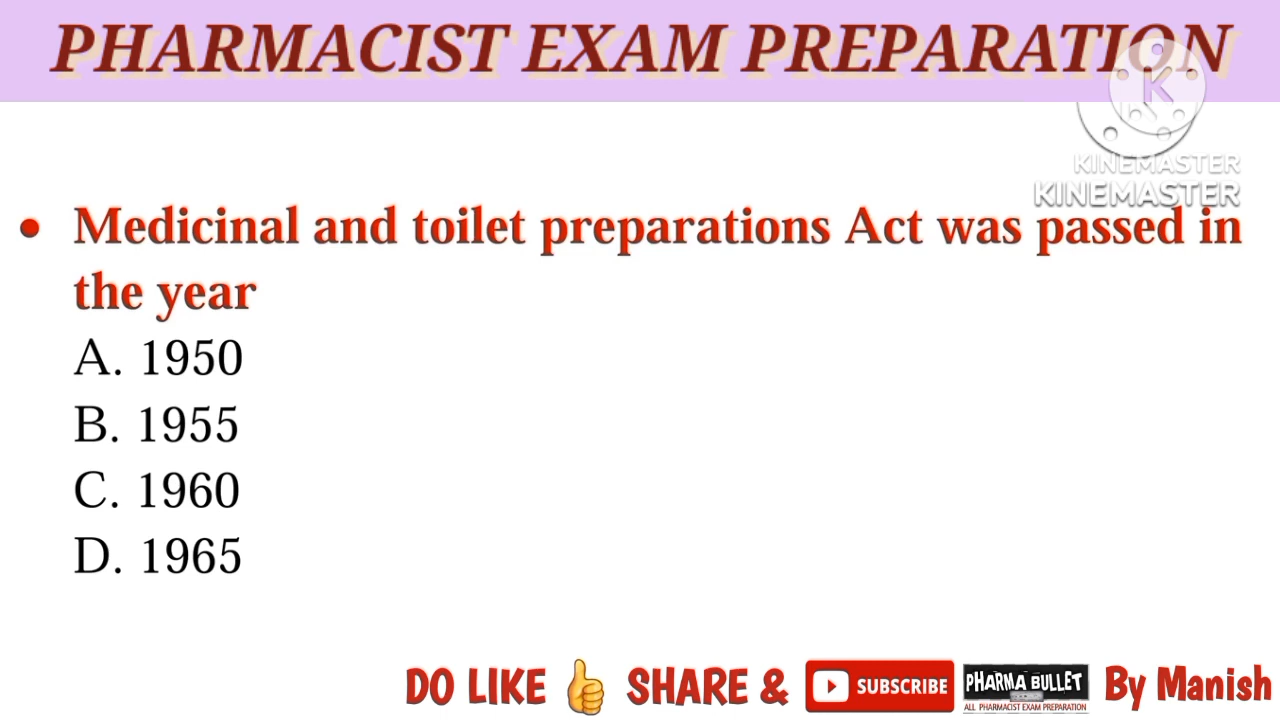 PHARMACIST EXAM PREPARATION
KINEMASTER
KINEMASTER
• Medicinal and toilet preparations Act was passed in
the year
A. 1950
B. 1955
C. 1960
D. 1965
DO LIKE 👍 SHARE & SUBSCRIBE PHARMA BULLET By Manish
ALL PHARMACIST EXAM PREPARATION